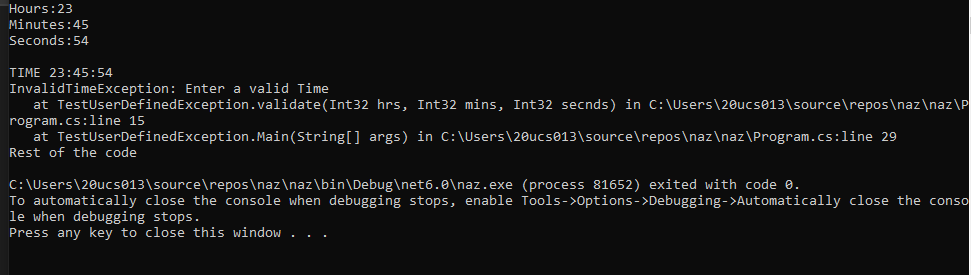 Hours:23
Minutes:45
Seconds:54
TIME 23:45:54
InvalidTimeException: Enter a valid Time
   at TestUserDefinedException.validate(Int32 hrs, Int32 mins, Int32 secnds) in C:\Users\20ucs013\source\repos\naz\naz\P
rogram.cs:line 15
   at TestUserDefinedException.Main(String[] args) in C:\Users\20ucs013\source\repos\naz\naz\Program.cs:line 29
Rest of the code
C:\Users\20ucs013\source\repos\naz\naz\bin\Debug\net6.0\naz.exe (process 81652) exited with code 0.
To automatically close the console when debugging stops, enable Tools->Options->Debugging->Automatically close the conso
le when debugging stops.
Press any key to close this window . . .